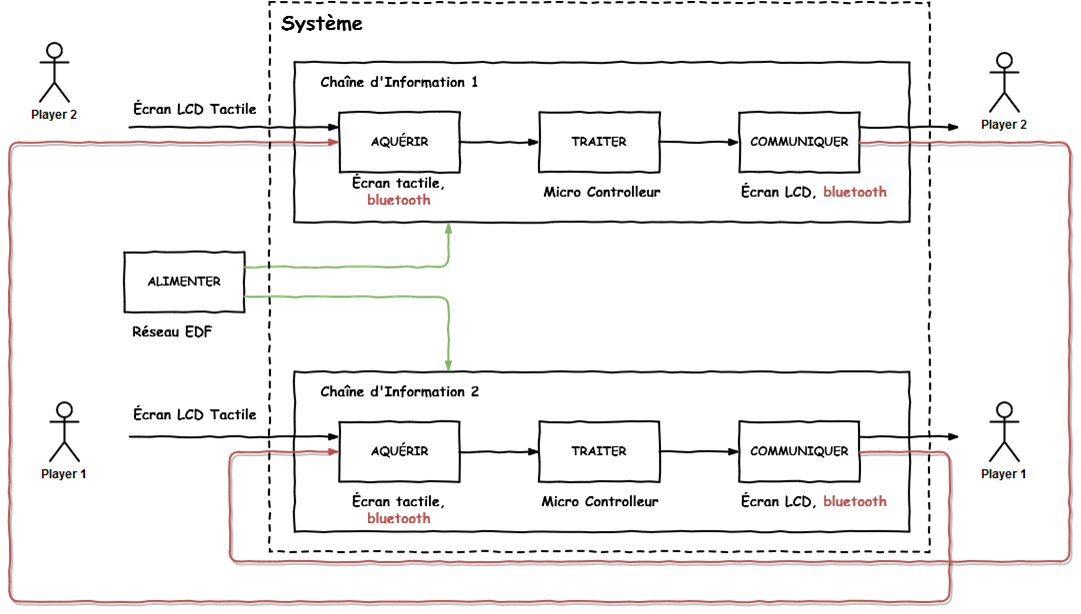 Système
Chaîne d'Information 1
Player 2
Écran LCD Tactile
AQUÉRIR
TRAITER
COMMUNIQUER
Player 2
Écran tactile,
bluetooth
Micro Controlleur
Écran LCD, bluetooth
ALIMENTER
Réseau EDF
Chaîne d'Information 2
Écran LCD Tactile
Player 1
AQUÉRIR
TRAITER
COMMUNIQUER
Player 1
Écran tactile,
bluetooth
Micro Controlleur
Écran LCD, bluetooth